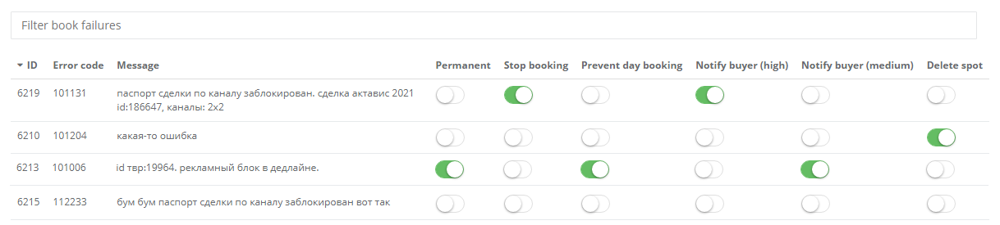 Filter book failures
ID Error code Message Permanent Stop booking Prevent day booking Notify buyer (high) Notify buyer (medium) Delete spot
6219 101131 паспорт сделки по каналу заблокирован. сделка актавис 2021
id:186647, каналы: 2x2
6210 101204 какая-то ошибка
6213 101006 id твр:19964. рекламный блок в дедлайне.
6215 112233 бум бум паспорт сделки по каналу заблокирован вот так